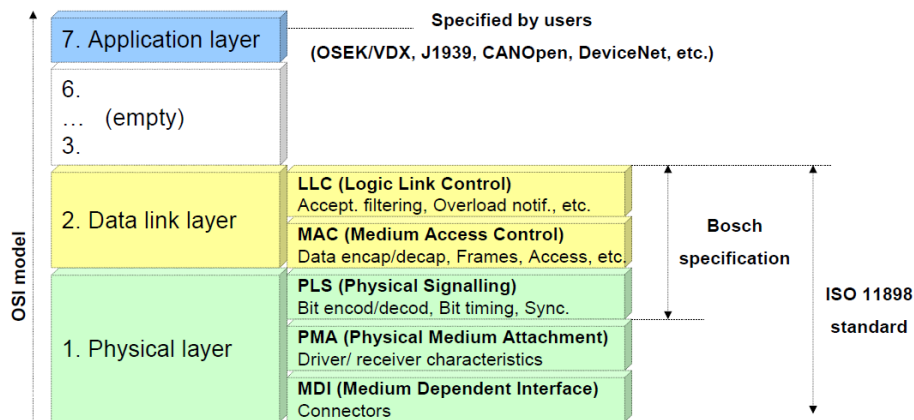 Specified by users
7. Application layer
(OSEK/VDX, J1939, CANOpen, DeviceNet, etc.)
6.
... (empty)
3.
OSI model
2. Data link layer
LLC (Logic Link Control)
Accept. filtering, Overload notif., etc.
MAC (Medium Access Control)
Data encap/decap, Frames, Access, etc.
1. Physical layer
PLS (Physical Signalling)
Bit encod/decod, Bit timing, Sync.
PMA (Physical Medium Attachment)
Driver/ receiver characteristics
MDI (Medium Dependent Interface)
Connectors
Bosch
specification
ISO 11898
standard